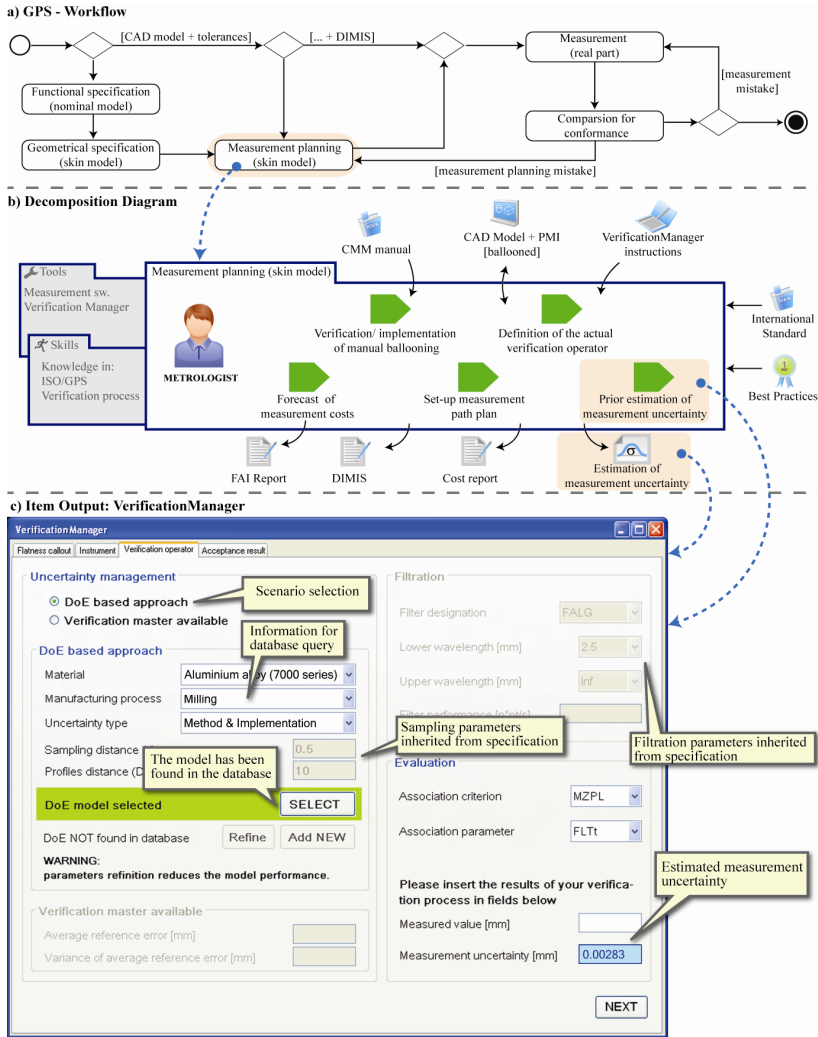 a) GPS - Workflow
[CAD model + tolerances]
[... + DIMIS]
Measurement
(real part)
[measurement
mistake]
Functional specification
(nominal model)
Comparsion for
conformance
Geometrical specification
(skin model)
Measurement planning
(skin model)
[measurement planning mistake]
b) Decomposition Diagram
CMM manual
CAD Model + PMI
[ballooned]
VerificationManager
instructions
Tools
Measurement sw.
Verification Manager
Measurement planning (skin model)
International
Standard
Verification/ implementation
of manual ballooning
Definition of the actual
verification operator
Skills
Knowledge in:
ISO/GPS
Verification process
METROLOGIST
1
Best Practices
Forecast of
measurement costs
Set-up measurement
path plan
Prior estimation of
measurement uncertainty
σ
FAI Report
DIMIS
Cost report
Estimation of
measurement uncertainty
c) Item Output: VerificationManager
VerificationManager
Flatness callout
Instrument
Verification operator
Acceptance result
Uncertainty management
DoE based approach
Verification master available
Scenario selection
Information for
database query
DoE based approach
Material
Aluminium alloy (7000 series)
Manufacturing process
Milling
Uncertainty type
Method & Implementation
Sampling distance
0.5
Profiles distance (D
10
Sampling parameters
inherited from specification
The model has been
found in the database
DoE model selected
SELECT
DoE NOT found in database
Refine
Add NEW
WARNING:
parameters refinition reduces the model performance.
Verification master available
Average reference error [mm]
Variance of average reference error [mm]
Filtration
Filter designation
FALG
Lower wavelength [mm]
2.5
Upper wavelength [mm]
inf
Filter performance
Filtration parameters inherited
from specification
Evaluation
Association criterion
MZPL
Association parameter
FLTt
Estimated measurement
uncertainty
Please insert the results of your verifica-
tion process in fields below
Measured value [mm]
Measurement uncertainty [mm]
0.00283
NEXT